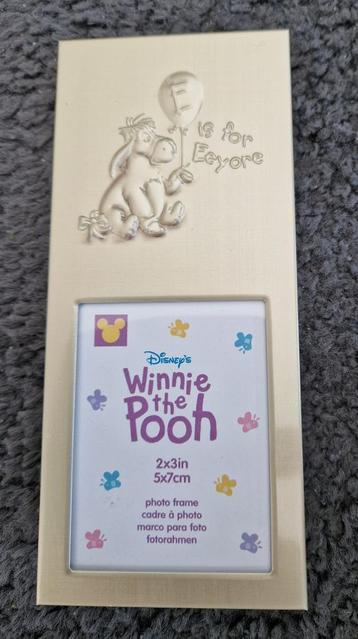 E
is for
Eeyore
Disney's
Winnie
the
Pooh
2x3in
5x7cm
photo frame
cadre à photo
marco para foto
fotorahmen